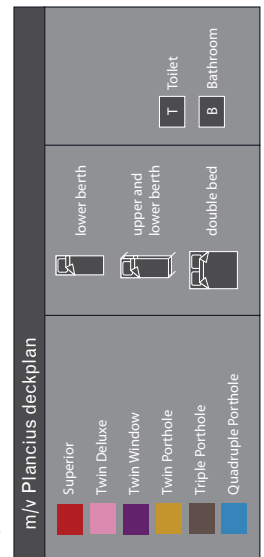 m/v Plancius deckplan
Superior
Twin Deluxe
Twin Window
Twin Porthole
Triple Porthole
Quadruple Porthole
lower berth
upper and
lower berth
double bed
T Toilet
B Bathroom